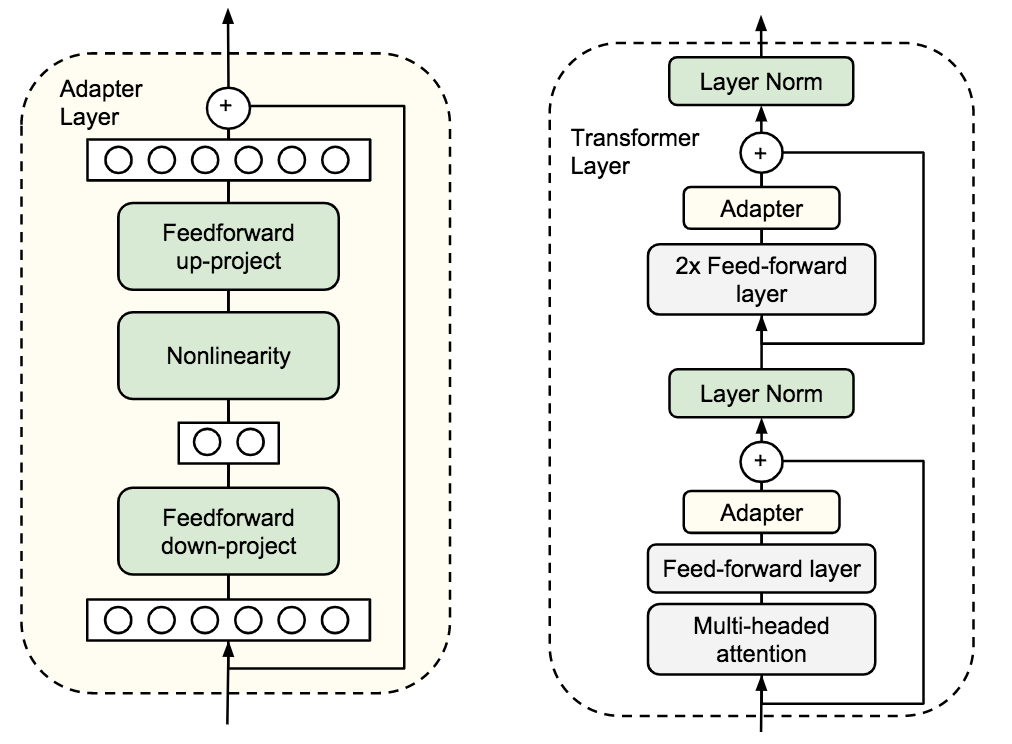 Adapter
Layer
+
Feedforward
up-project
Nonlinearity
Feedforward
down-project
Layer Norm
Transformer
Layer
+
Adapter
2x Feed-forward
layer
Layer Norm
+
Adapter
Feed-forward layer
Multi-headed
attention